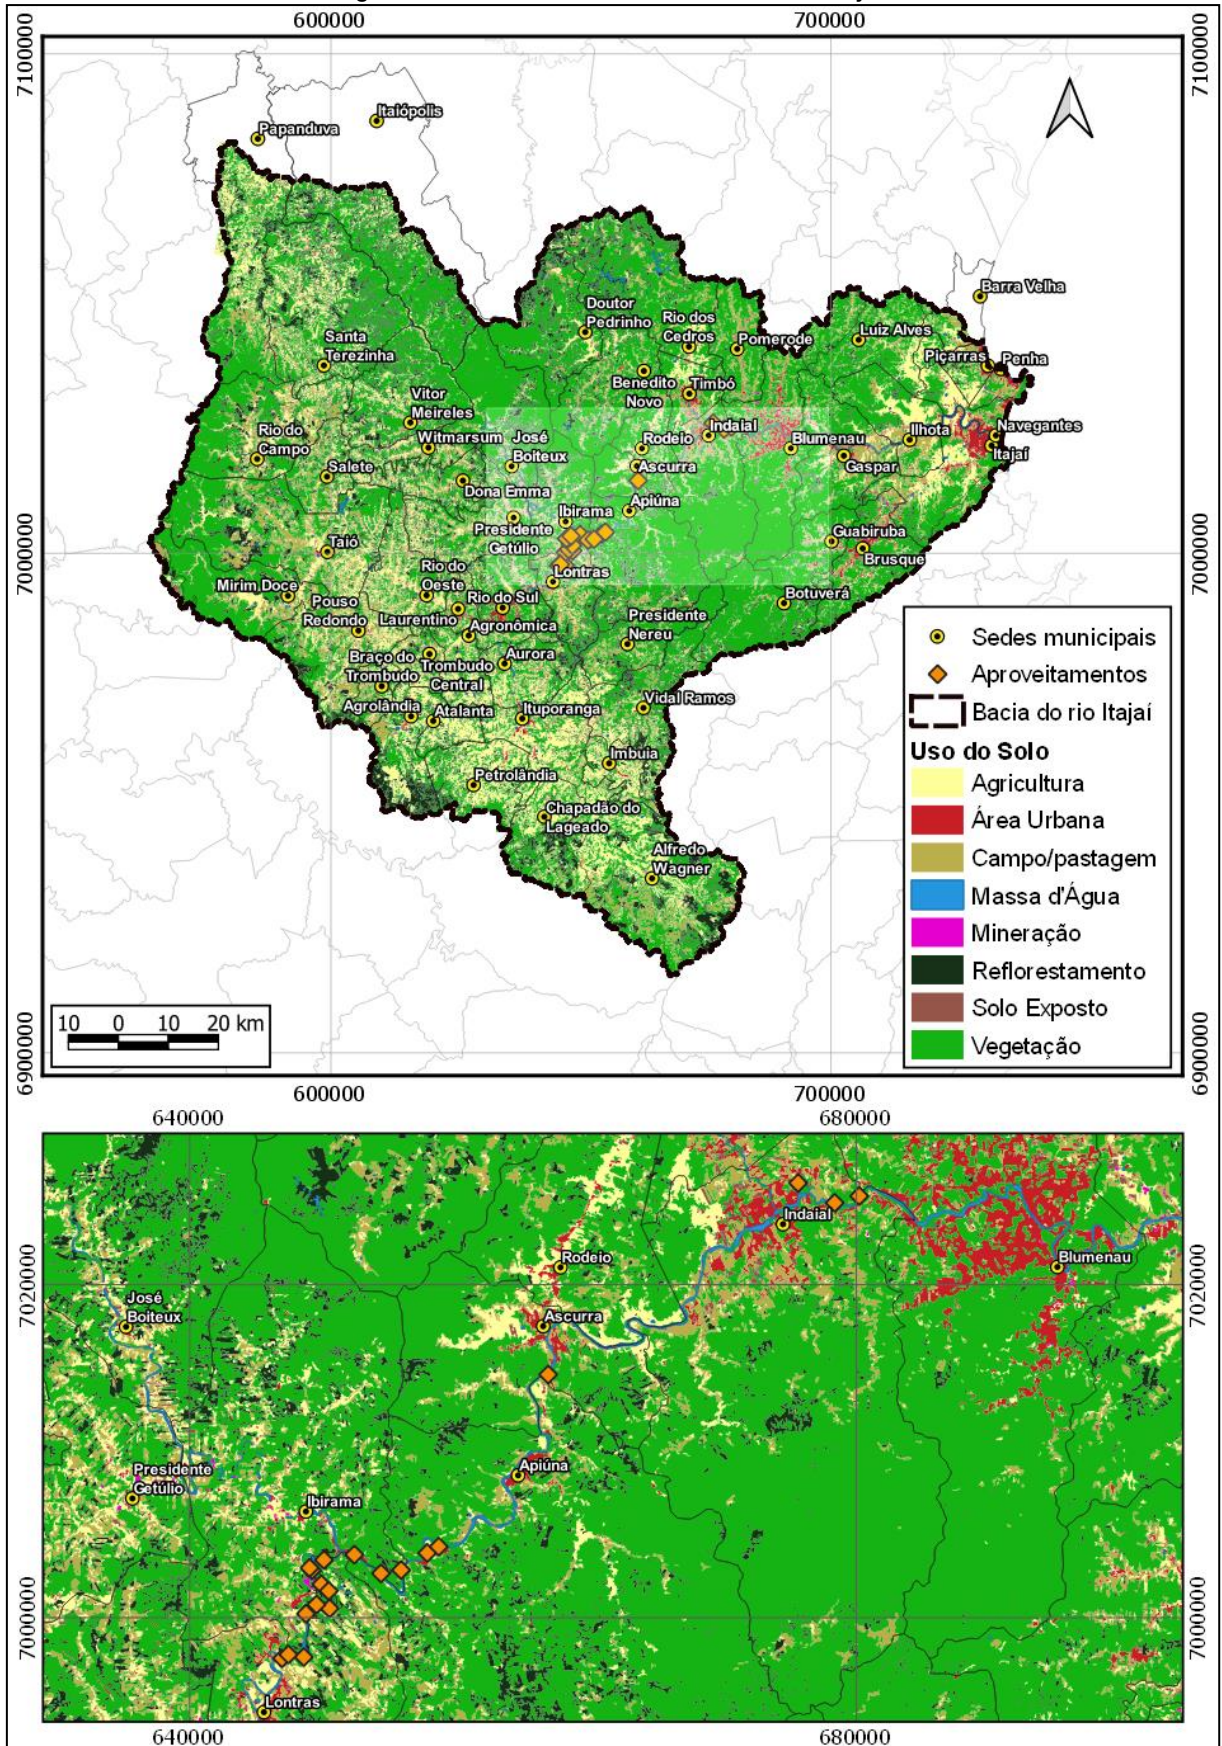 600000
700000
7100000
7100000
Itaiópolis
Papanduva
Barra Velha
Doutor
Pedrinho
Rio dos
Cedros
Pomerode
Luiz Alves
Piçarras
Penha
Santa
Terezinha
Benedito
Novo
Timbó
Vitor
Meireles
Indaial
Navegantes
Rio do
Campo
Witmarsum
José
Boiteux
Rodeio
Blumenau
Ilhota
Itajaí
Salete
Ascurra
Gaspar
Dona Emma
Apiúna
Ibirama
Presidente
Getúlio
Guabiruba
7000000
7000000
Taió
Brusque
Lontras
Mirim Doce
Rio do
Oeste
Botuverá
Pouso
Redondo
Rio do Sul
Laurentino
Presidente
Nereu
Agronômica
Braço do
Trombudo
Trombudo
Central
Aurora
Agrolândia
Atalanta
Ituporanga
Vidal Ramos
Imbuia
Petrolândia
Chapadão do
Lageado
Alfredo
Wagner
Sedes municipais
Aproveitamentos
Bacia do rio Itajaí
Uso do Solo
Agricultura
Área Urbana
Campo/pastagem
Massa d'Água
Mineração
Reflorestamento
Solo Exposto
Vegetação
10 0 10 20 km
6900000
6900000
600000
700000
640000
680000
Indaial
Rodeio
Blumenau
7020000
7020000
José
Boiteux
Ascurra
Presidente
Getúlio
Apiúna
Ibirama
7000000
7000000
Lontras
640000
680000